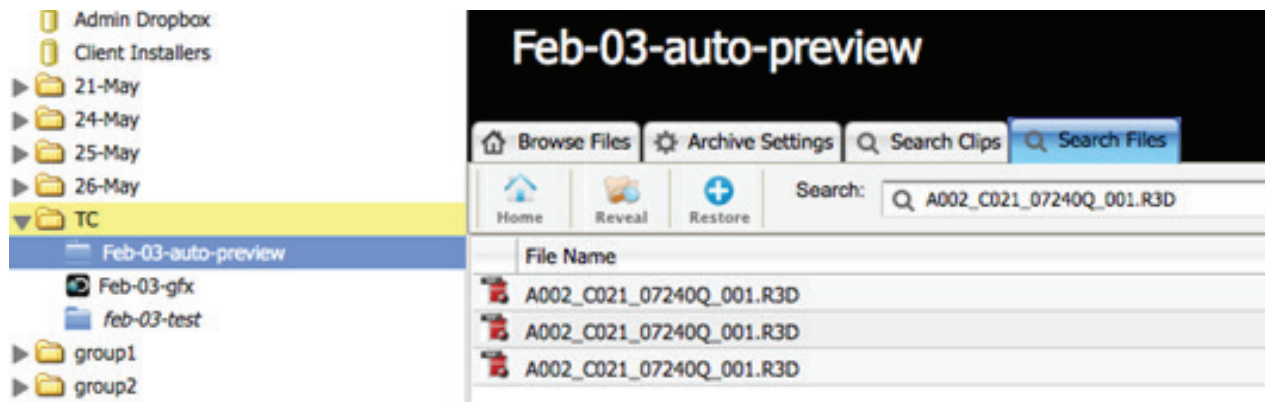 Admin Dropbox
Client Installers
21-May
24-May
25-May
26-May
TC
Feb-03-auto-preview
Feb-03-gfx
feb-03-test
group1
group2
Feb-03-auto-preview
Browse Files Archive Settings Search Clips Search Files
Home Reveal Restore Search: A002_C021_07240Q_001.R3D
File Name
A002_C021_07240Q_001.R3D
A002_C021_07240Q_001.R3D
A002_C021_07240Q_001.R3D